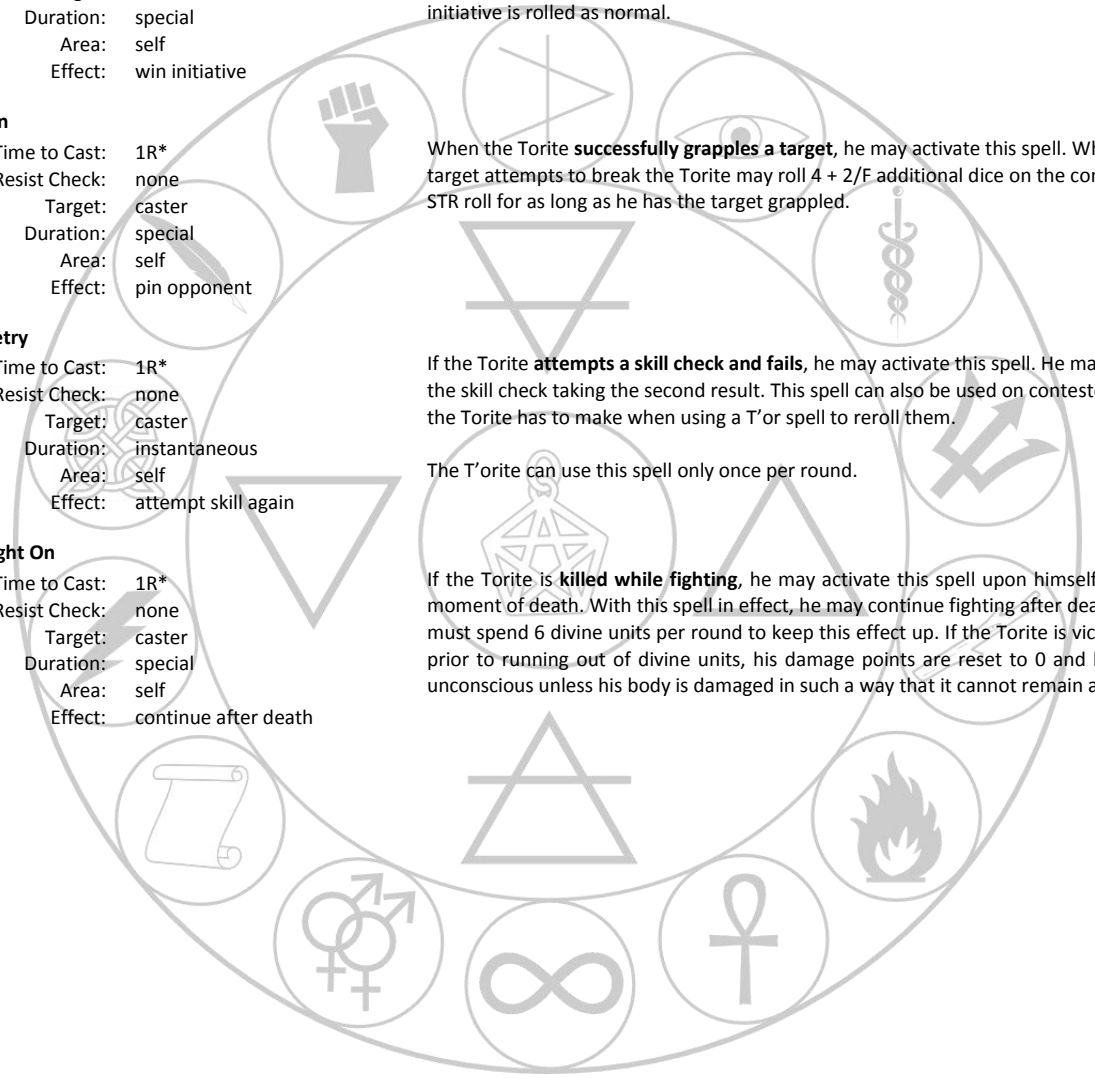 Duration: special
Area: self
Effect: win initiative
initiative is rolled as normal.
Time to Cast: 1R*
Resist Check: none
Target: caster
Duration: special
Area: self
Effect: pin opponent
When the Torite successfully grapples a target, he may activate this spell.
target attempts to break the Torite may roll 4 + 2/F additional dice on the
STR roll for as long as he has the target grappled.
Time to Cast: 1R*
Resist Check: none
Target: caster
Duration: instantaneous
Area: self
Effect: attempt skill again
If the Torite attempts a skill check and fails, he may activate this spell. He
the skill check taking the second result. This spell can also be used on
the Torite has to make when using a T’or spell to reroll them.
The T’orite can use this spell only once per round.
On
Time to Cast: 1R*
Resist Check: none
Target: caster
Duration: special
Area: self
Effect: continue after death
If the Torite is killed while fighting, he may activate this spell upon himself
moment of death. With this spell in effect, he may continue fighting after
must spend 6 divine units per round to keep this effect up. If the Torite is
prior to running out of divine units, his damage points are reset to 0 and
unconscious unless his body is damaged in such a way that it cannot remain